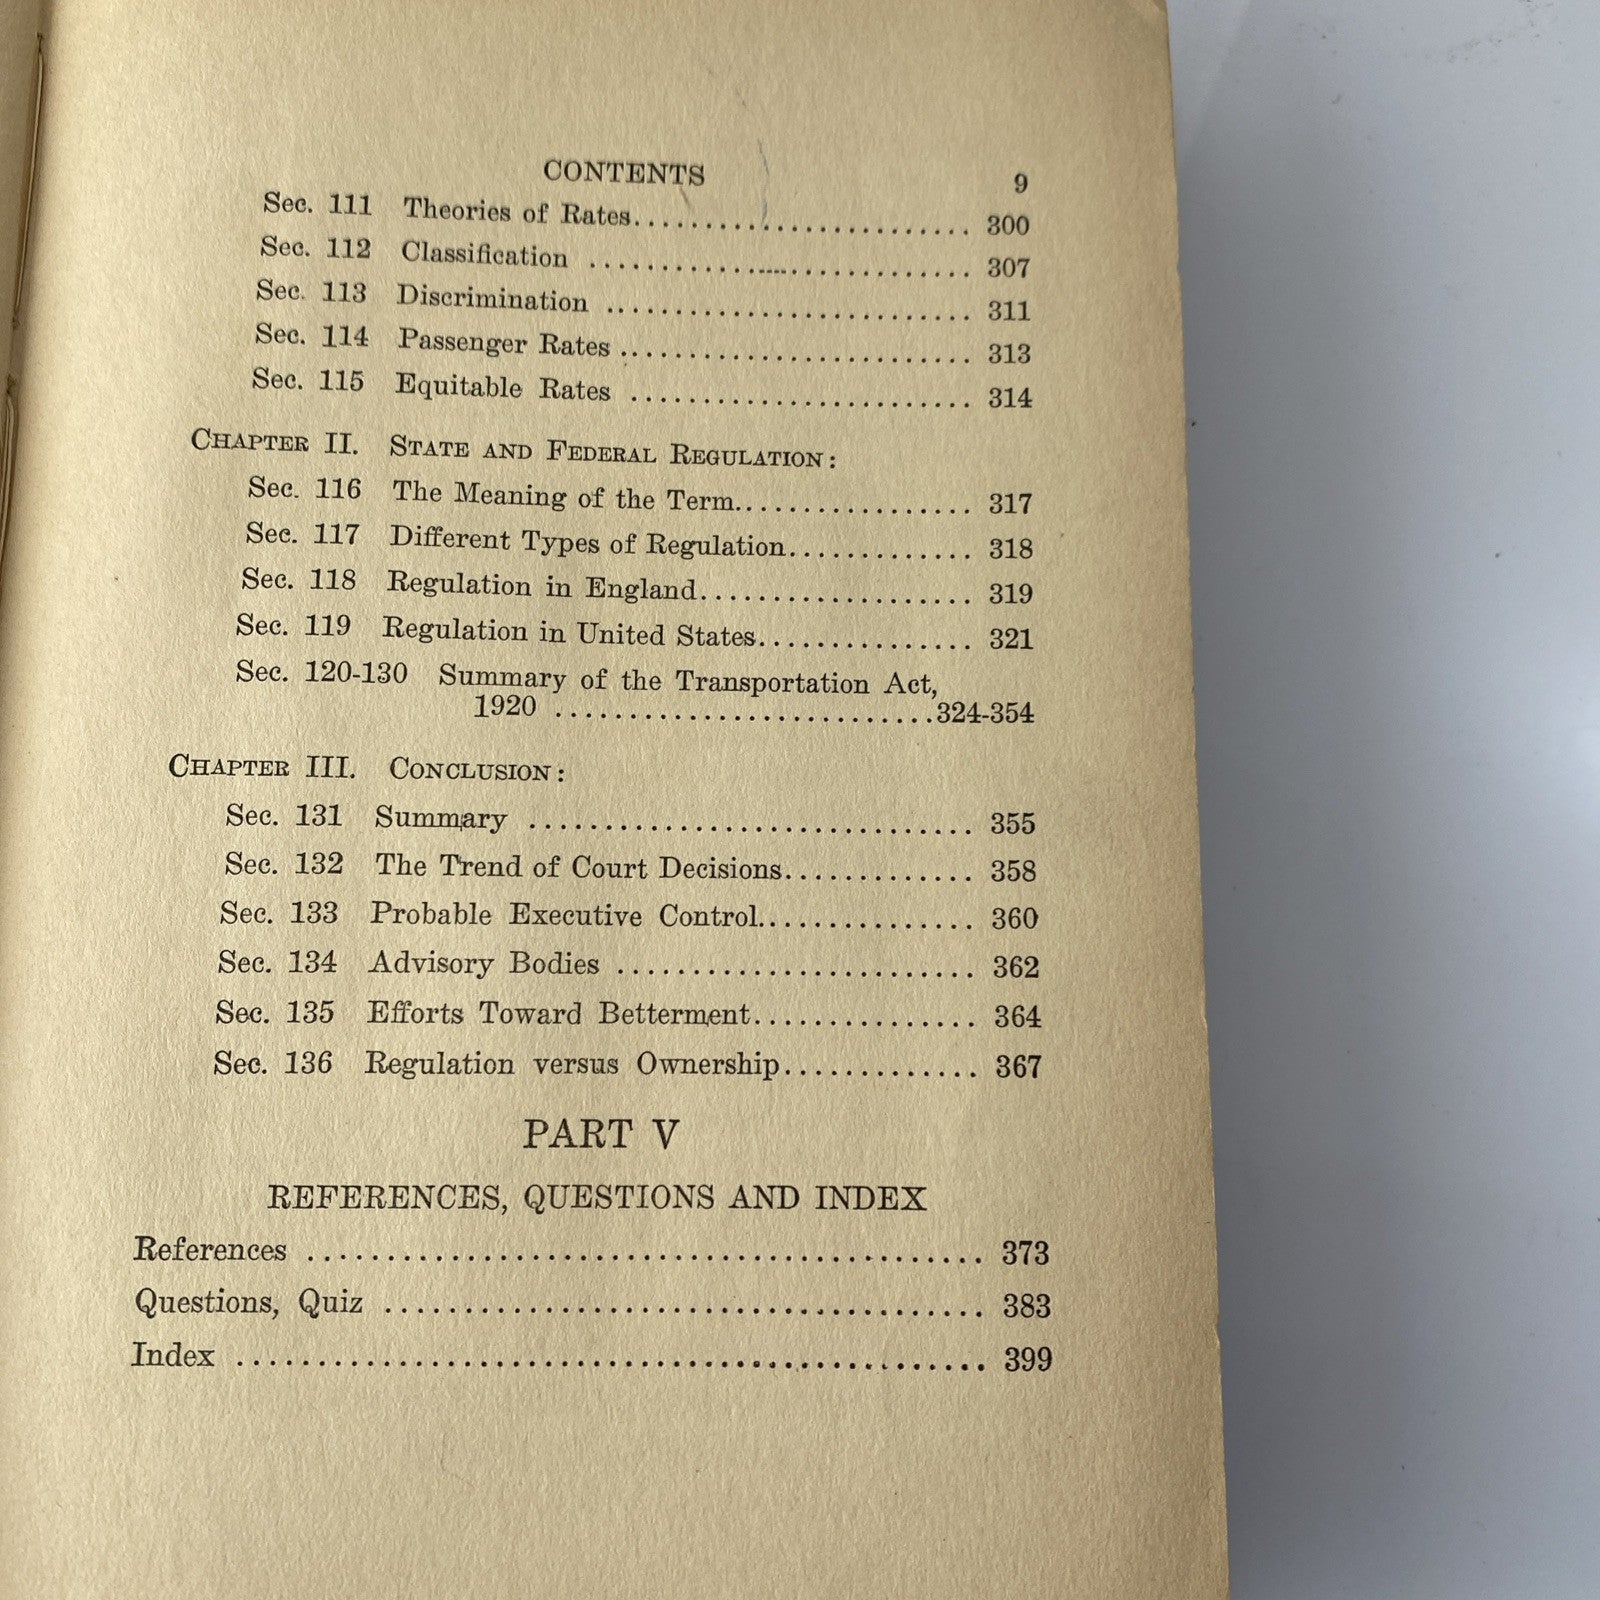 CONTENTS 9
Sec. 111 Theories of Rates........................ 300
Sec. 112 Classification ........................... 307
Sec. 113 Discrimination .......................... 311
Sec. 114 Passenger Rates ......................... 313
Sec. 115 Equitable Rates ........................ 314
CHAPTER II. STATE AND FEDERAL REGULATION:
Sec. 116 The Meaning of the Term................. 317
Sec. 117 Different Types of Regulation............. 318
Sec. 118 Regulation in England................... 319
Sec. 119 Regulation in United States............... 321
Sec. 120-130 Summary of the Transportation Act,
1920 ..........................324-354
CHAPTER III. CONCLUSION:
Sec. 131 Summary .............................. 355
Sec. 132 The Trend of Court Decisions............. 358
Sec. 133 Probable Executive Control............... 360
Sec. 134 Advisory Bodies ........................ 362
Sec. 135 Efforts Toward Betterment............... 364
Sec. 136 Regulation versus Ownership............. 367
PART V
REFERENCES, QUESTIONS AND INDEX
References .......................................... 373
Questions, Quiz ..................................... 383
Index .............................................. 399